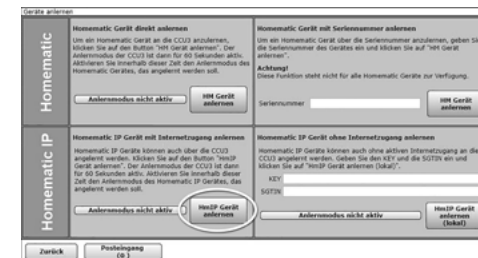 Geräte anlernen
Homematic
Homematic Gerät direkt anlernen
Um ein Homematic Gerät an die CCU3 anzulernen,
klicken Sie auf den Button "HM Gerät anlernen". Der
Anlernmodus der CCU3 ist dann für 60 Sekunden aktiv.
Aktivieren Sie innerhalb dieser Zeit den Anlernmodus des
Homematic Gerätes, das angelernt werden soll.
Anlernmodus nicht aktiv
HM Gerät
anlernen
Homematic Gerät mit Seriennummer anlernen
Um ein Homematic Gerät über die Seriennummer anzulernen, geben Sie
die Seriennummer des Gerätes ein und klicken Sie auf "HM Gerät
anlernen".
Achtung!
Diese Funktion steht nicht für alle Homematic Geräte zur Verfügung.
Seriennummer
HM Gerät
anlernen
Homematic IP
Homematic IP Gerät mit Internetzugang anlernen
Homematic IP Geräte können auch über die CCU3
angelernt werden. Klicken Sie auf den Button "HmIP
Gerät anlernen". Der Anlernmodus der CCU3 ist dann
für 60 Sekunden aktiv. Aktivieren Sie innerhalb dieser
Zeit den Anlernmodus des Homematic IP Gerätes, das
angelernt werden soll.
Anlernmodus nicht aktiv
HmIP Gerät
anlernen
Homematic IP Gerät ohne Internetzugang anlernen
Homematic IP Geräte können auch ohne aktiven Internetzugang an die
CCU3 angelernt werden. Geben Sie den KEY und die SGTIN ein und
klicken Sie auf "HmIP Gerät anlernen (lokal)".
KEY
SGTIN
Anlernmodus nicht aktiv
HmIP Gerät
anlernen
(lokal)
Zurück
Posteingang
(0 )